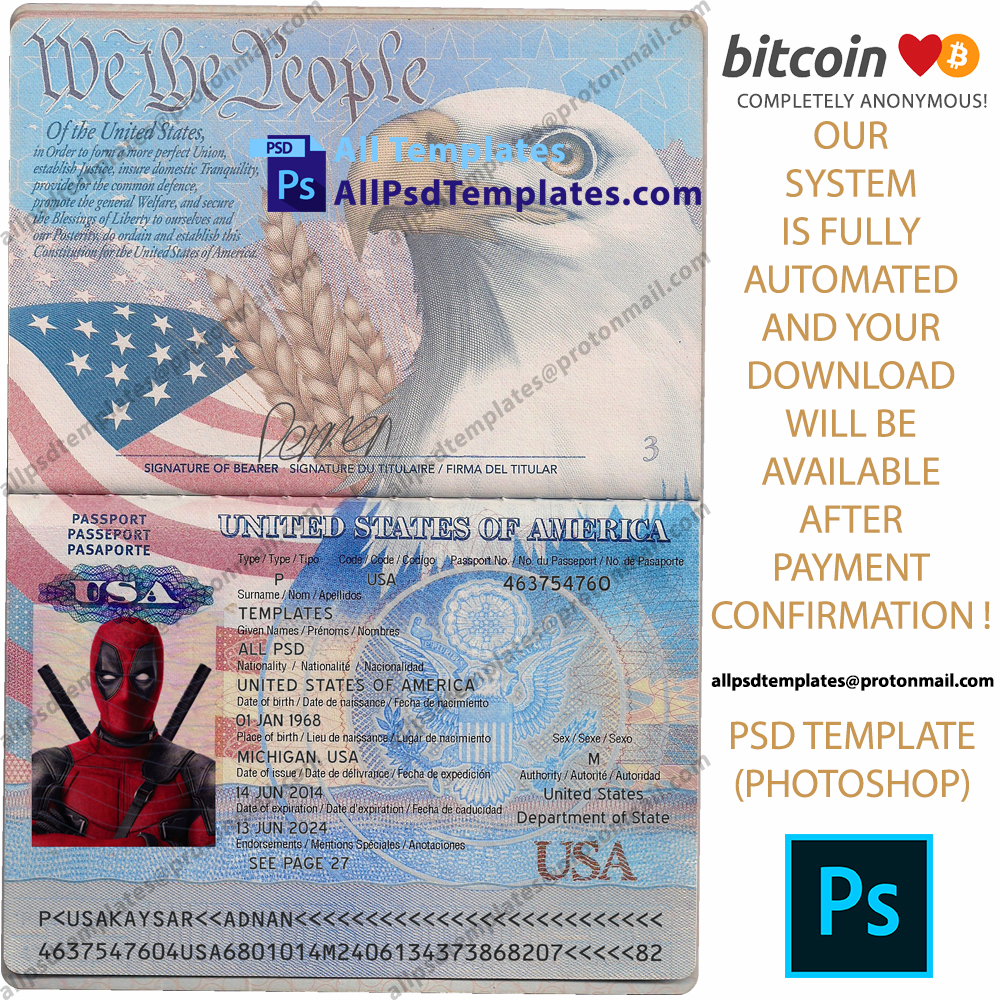 We the People
Of the United States,
in Order to form a more perfect Union,
establish Justice, insure domestic Tranquility,
provide for the common defence,
promote the general Welfare, and secure
the Blessings of Liberty to ourselves and
our Posterity, do ordain and establish this
Constitution for the United States of America.
PSD
Ps
All Templates
AllPsdTemplates.com
SIGNATURE OF BEARER / SIGNATURE DU TITULAIRE / FIRMA DEL TITULAR
3
PASSPORT
PASSEPORT
PASAPORTE
USA
UNITED STATES OF AMERICA
Type / Type / Tipo Code / Code / Codigo Passport No. / No. du Passeport / No. de Pasaporte
P USA 463754760
Surname / Nom / Apellidos
TEMPLATES
Given Names / Prénoms / Nombres
ALL PSD
Nationality / Nationalité / Nacionalidad
UNITED STATES OF AMERICA
Date of birth / Date de naissance / Fecha de nacimiento
01 JAN 1968
Place of birth / Lieu de naissance / Lugar de nacimiento Sex / Sexe / Sexo
MICHIGAN, USA M
Date of issue / Date de délivrance / Fecha de expedición Authority / Autorité / Autoridad
14 JUN 2014 United States
Date of expiration / Date d'expiration / Fecha de caducidad Department of State
13 JUN 2024
Endorsements / Mentions Spéciales / Anotaciones
SEE PAGE 27
USA
P<USAKAYSAR<<ADNAN<<<<<<<<<<<<<<<<<<<<<<<<<<
4637547604USA6801014M24061343738682​07<<<<<82
allpsdtemplates@protonmail.com
bitcoin
COMPLETELY ANONYMOUS!
OUR
SYSTEM
IS FULLY
AUTOMATED
AND YOUR
DOWNLOAD
WILL BE
AVAILABLE
AFTER
PAYMENT
CONFIRMATION !
allpsdtemplates@protonmail.com
PSD TEMPLATE
(PHOTOSHOP)
Ps